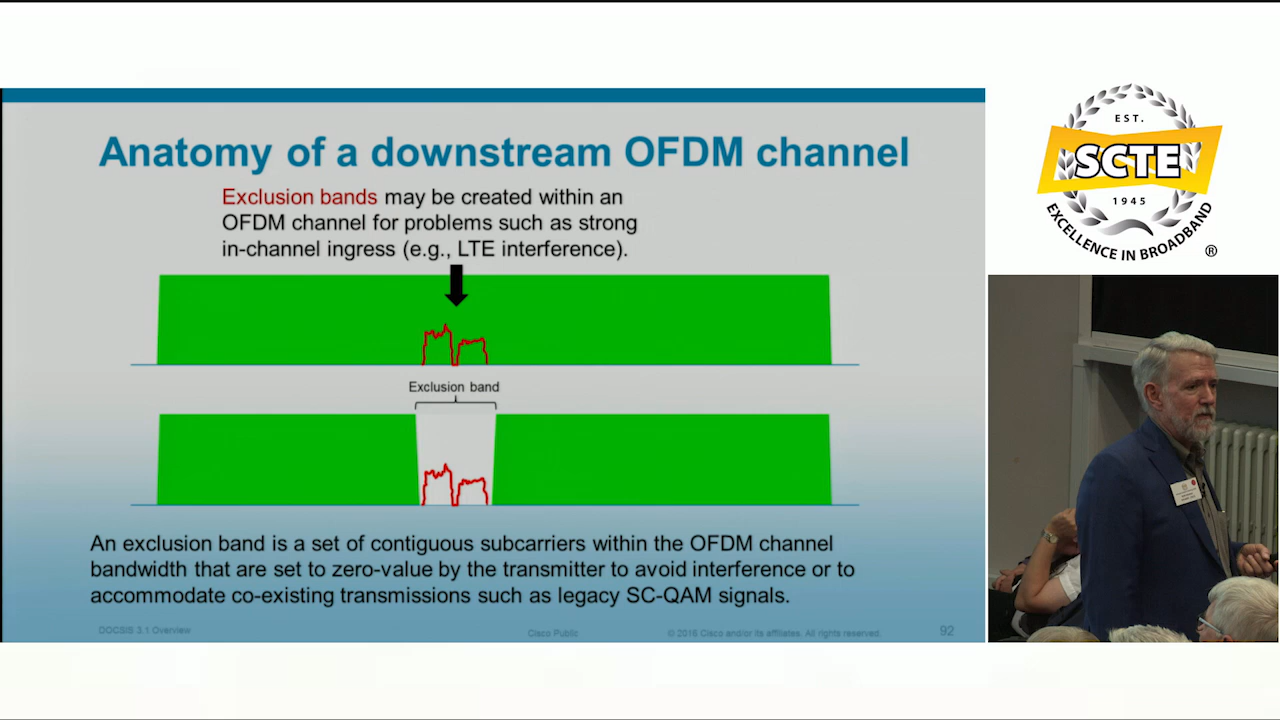 Anatomy of a downstream OFDM channel
Exclusion bands may be created within an
OFDM channel for problems such as strong
in-channel ingress (e.g., LTE interference).
Exclusion band
An exclusion band is a set of contiguous subcarriers within the OFDM channel
bandwidth that are set to zero-value by the transmitter to avoid interference or to
accommodate co-existing transmissions such as legacy SC-QAM signals.
DOCSIS 3.1 Overview
Cisco Public
© 2016 Cisco and/or its affiliates. All rights reserved.
92
EST.
SCTE
1945
EXCELLENCE IN BROADBAND
®